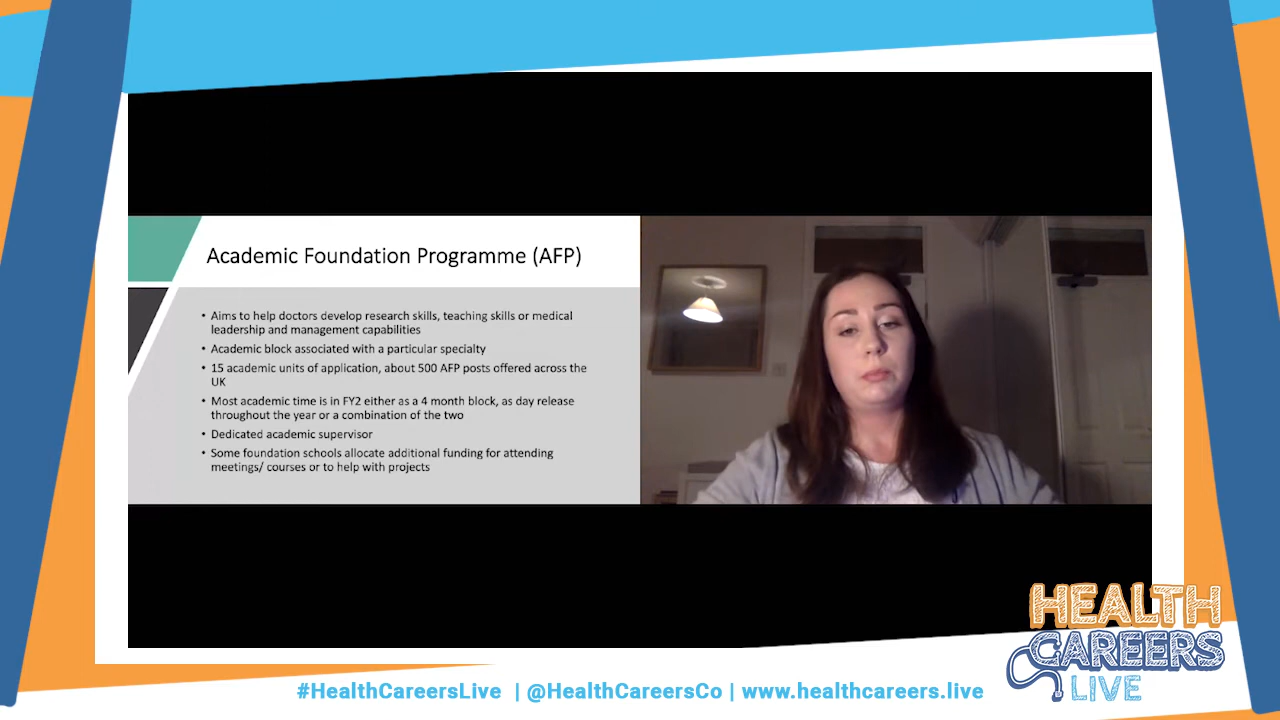 Academic Foundation Programme (AFP)
• Aims to help doctors develop research skills, teaching skills or medical
leadership and management capabilities
• Academic block associated with a particular specialty
• 15 academic units of application, about 500 AFP posts offered across the
UK
• Most academic time is in FY2 either as a 4 month block, as day release
throughout the year or a combination of the two
• Dedicated academic supervisor
• Some foundation schools allocate additional funding for attending
meetings/ courses or to help with projects
HEALTH
CAREERS
LIVE
#HealthCareersLive | @HealthCareersCo | www.healthcareers.live